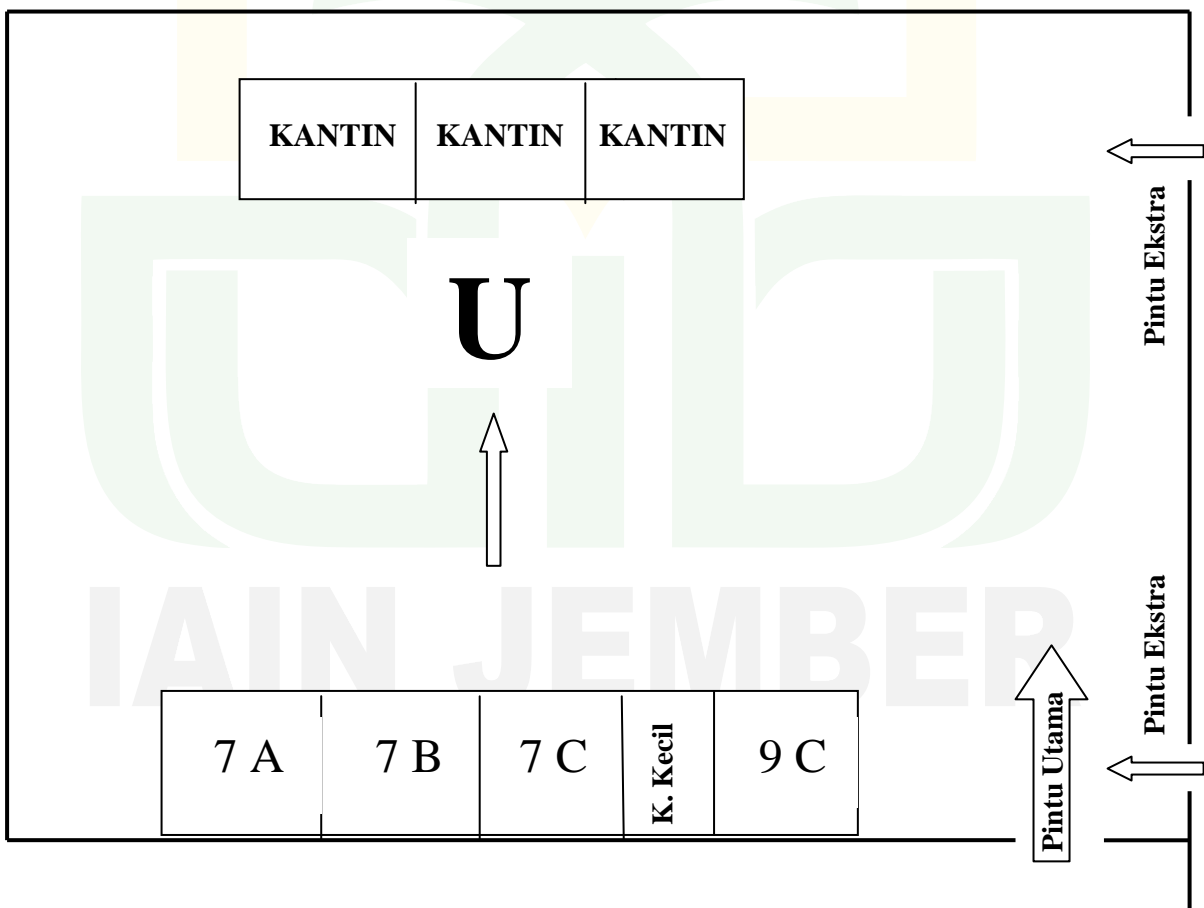 KANTIN KANTIN KANTIN
Pintu Ekstra
U
IAIN JEMBER
Pintu Ekstra
7 A 7 B 7 C K. Kecil 9 C
Pintu Utama